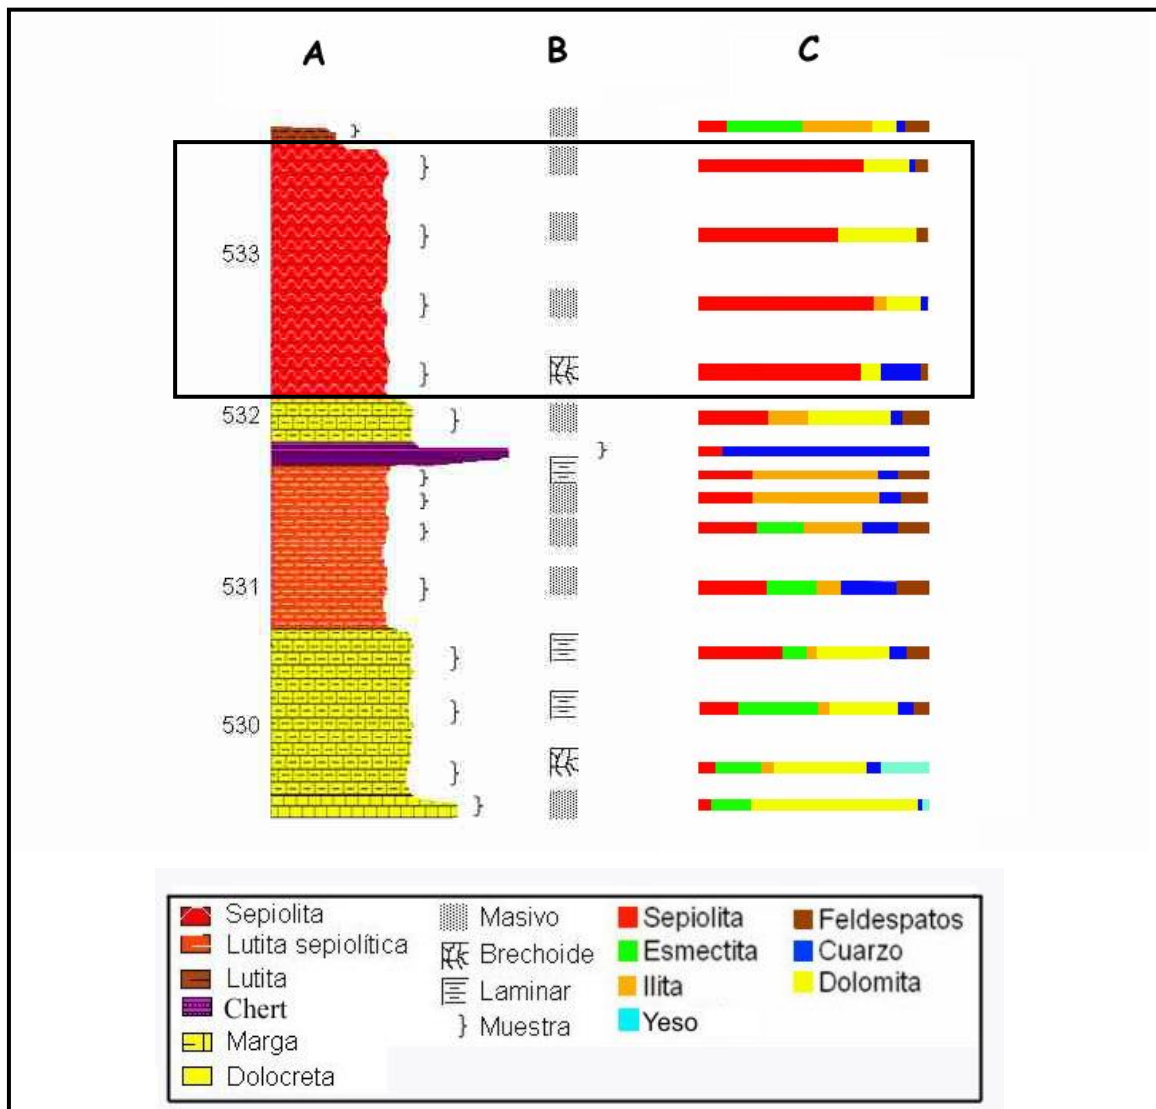 A B C
533
532
531
530
Sepiolita
Lutita sepiolítica
Lutita
Chert
Marga
Dolocreta
Masivo
Brechoide
Laminar
} Muestra
Sepiolita
Esmectita
Ilita
Yeso
Feldespatos
Cuarzo
Dolomita